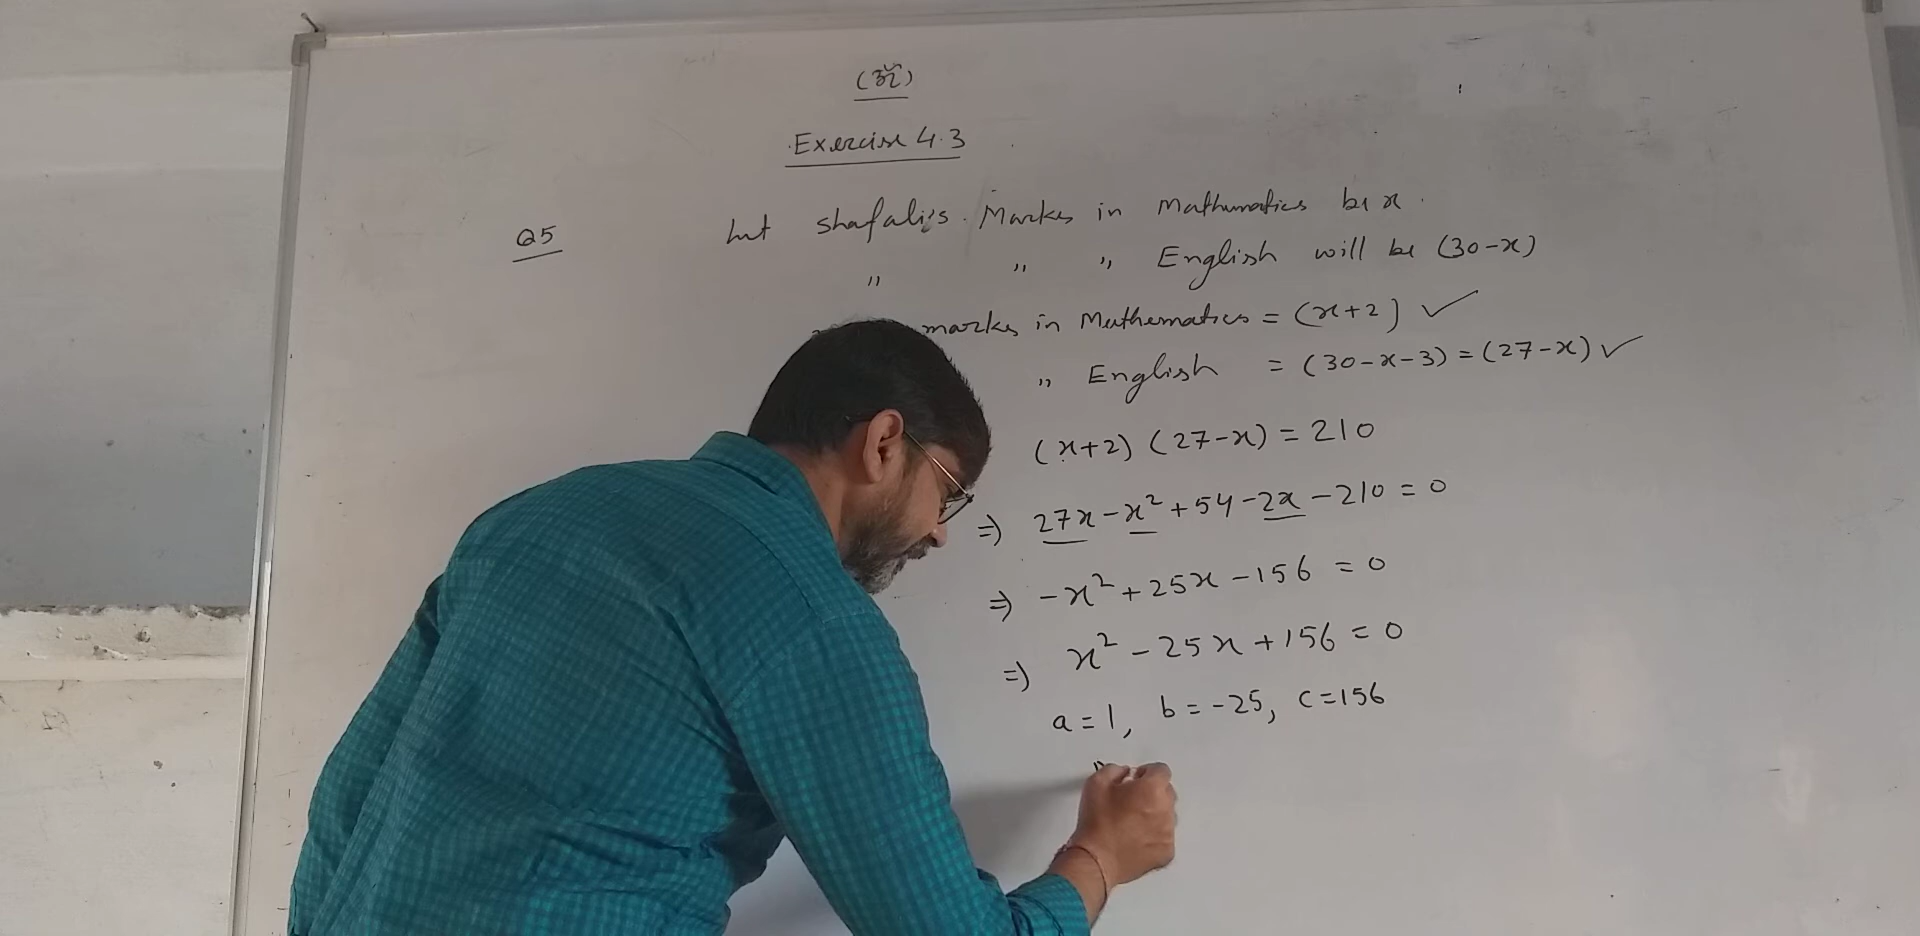 (ॐ)
Exercise 4.3
Q5
Let Shafali's Marks in Mathematics be x.
" " " English will be (30-x)
marks in Mathematics = (x+2) ✓
" English = (30-x-3) = (27-x) ✓
(x+2) (27-x) = 210
=) 27x - x² + 54 - 2x - 210 = 0
=) -x² + 25x - 156 = 0
=) x² - 25x + 156 = 0
a = 1, b = -25, c = 156